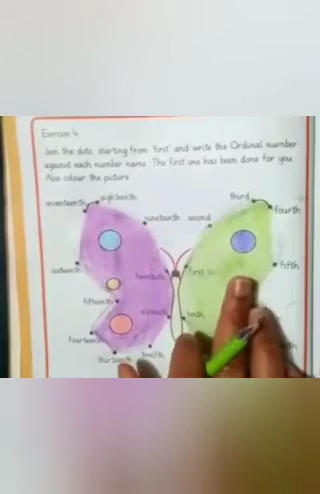 Exercise 4
Join the dots, starting from 'first' and write the Ordinal number
against each number name. The first one has been done for you.
Also colour the picture.
eighteenth
third
seventeenth
fourth
nineteenth
second
sixteenth
fifth
twentieth
first
fifteenth
eleventh
tenth
fourteenth
thirteenth
twelfth